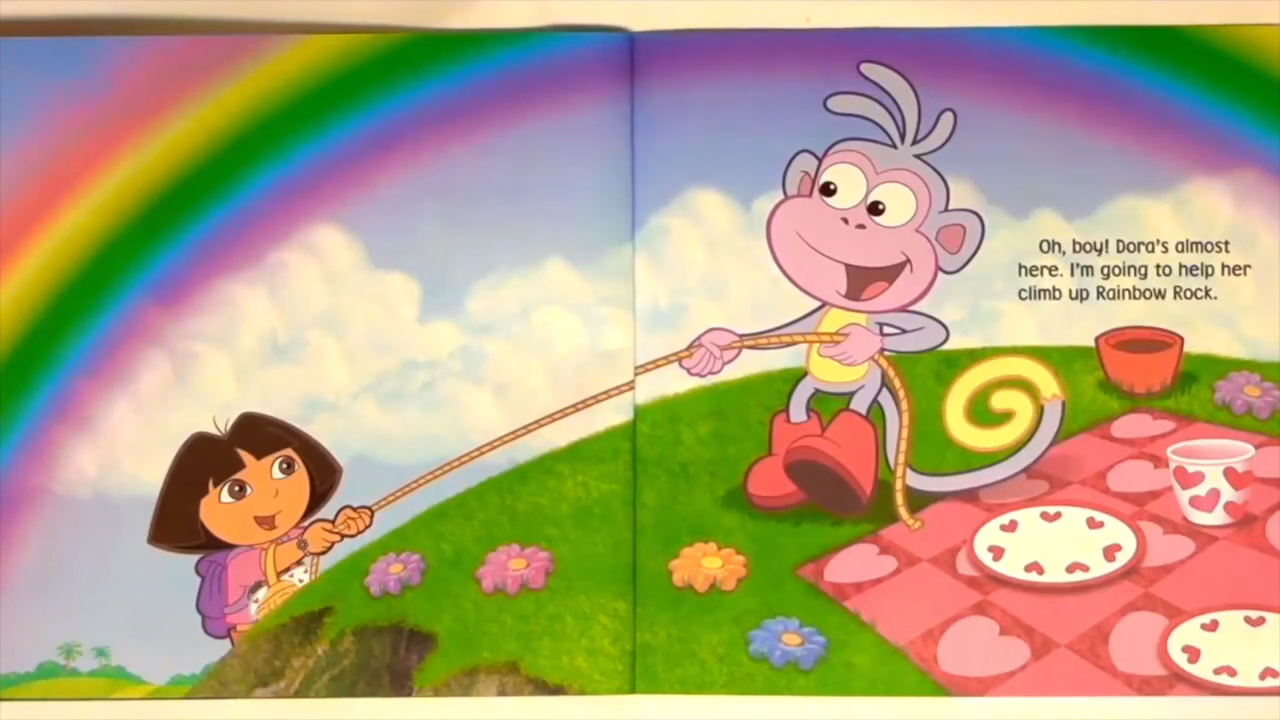 Oh, boy! Dora's almost
here. I'm going to help her
climb up Rainbow Rock.